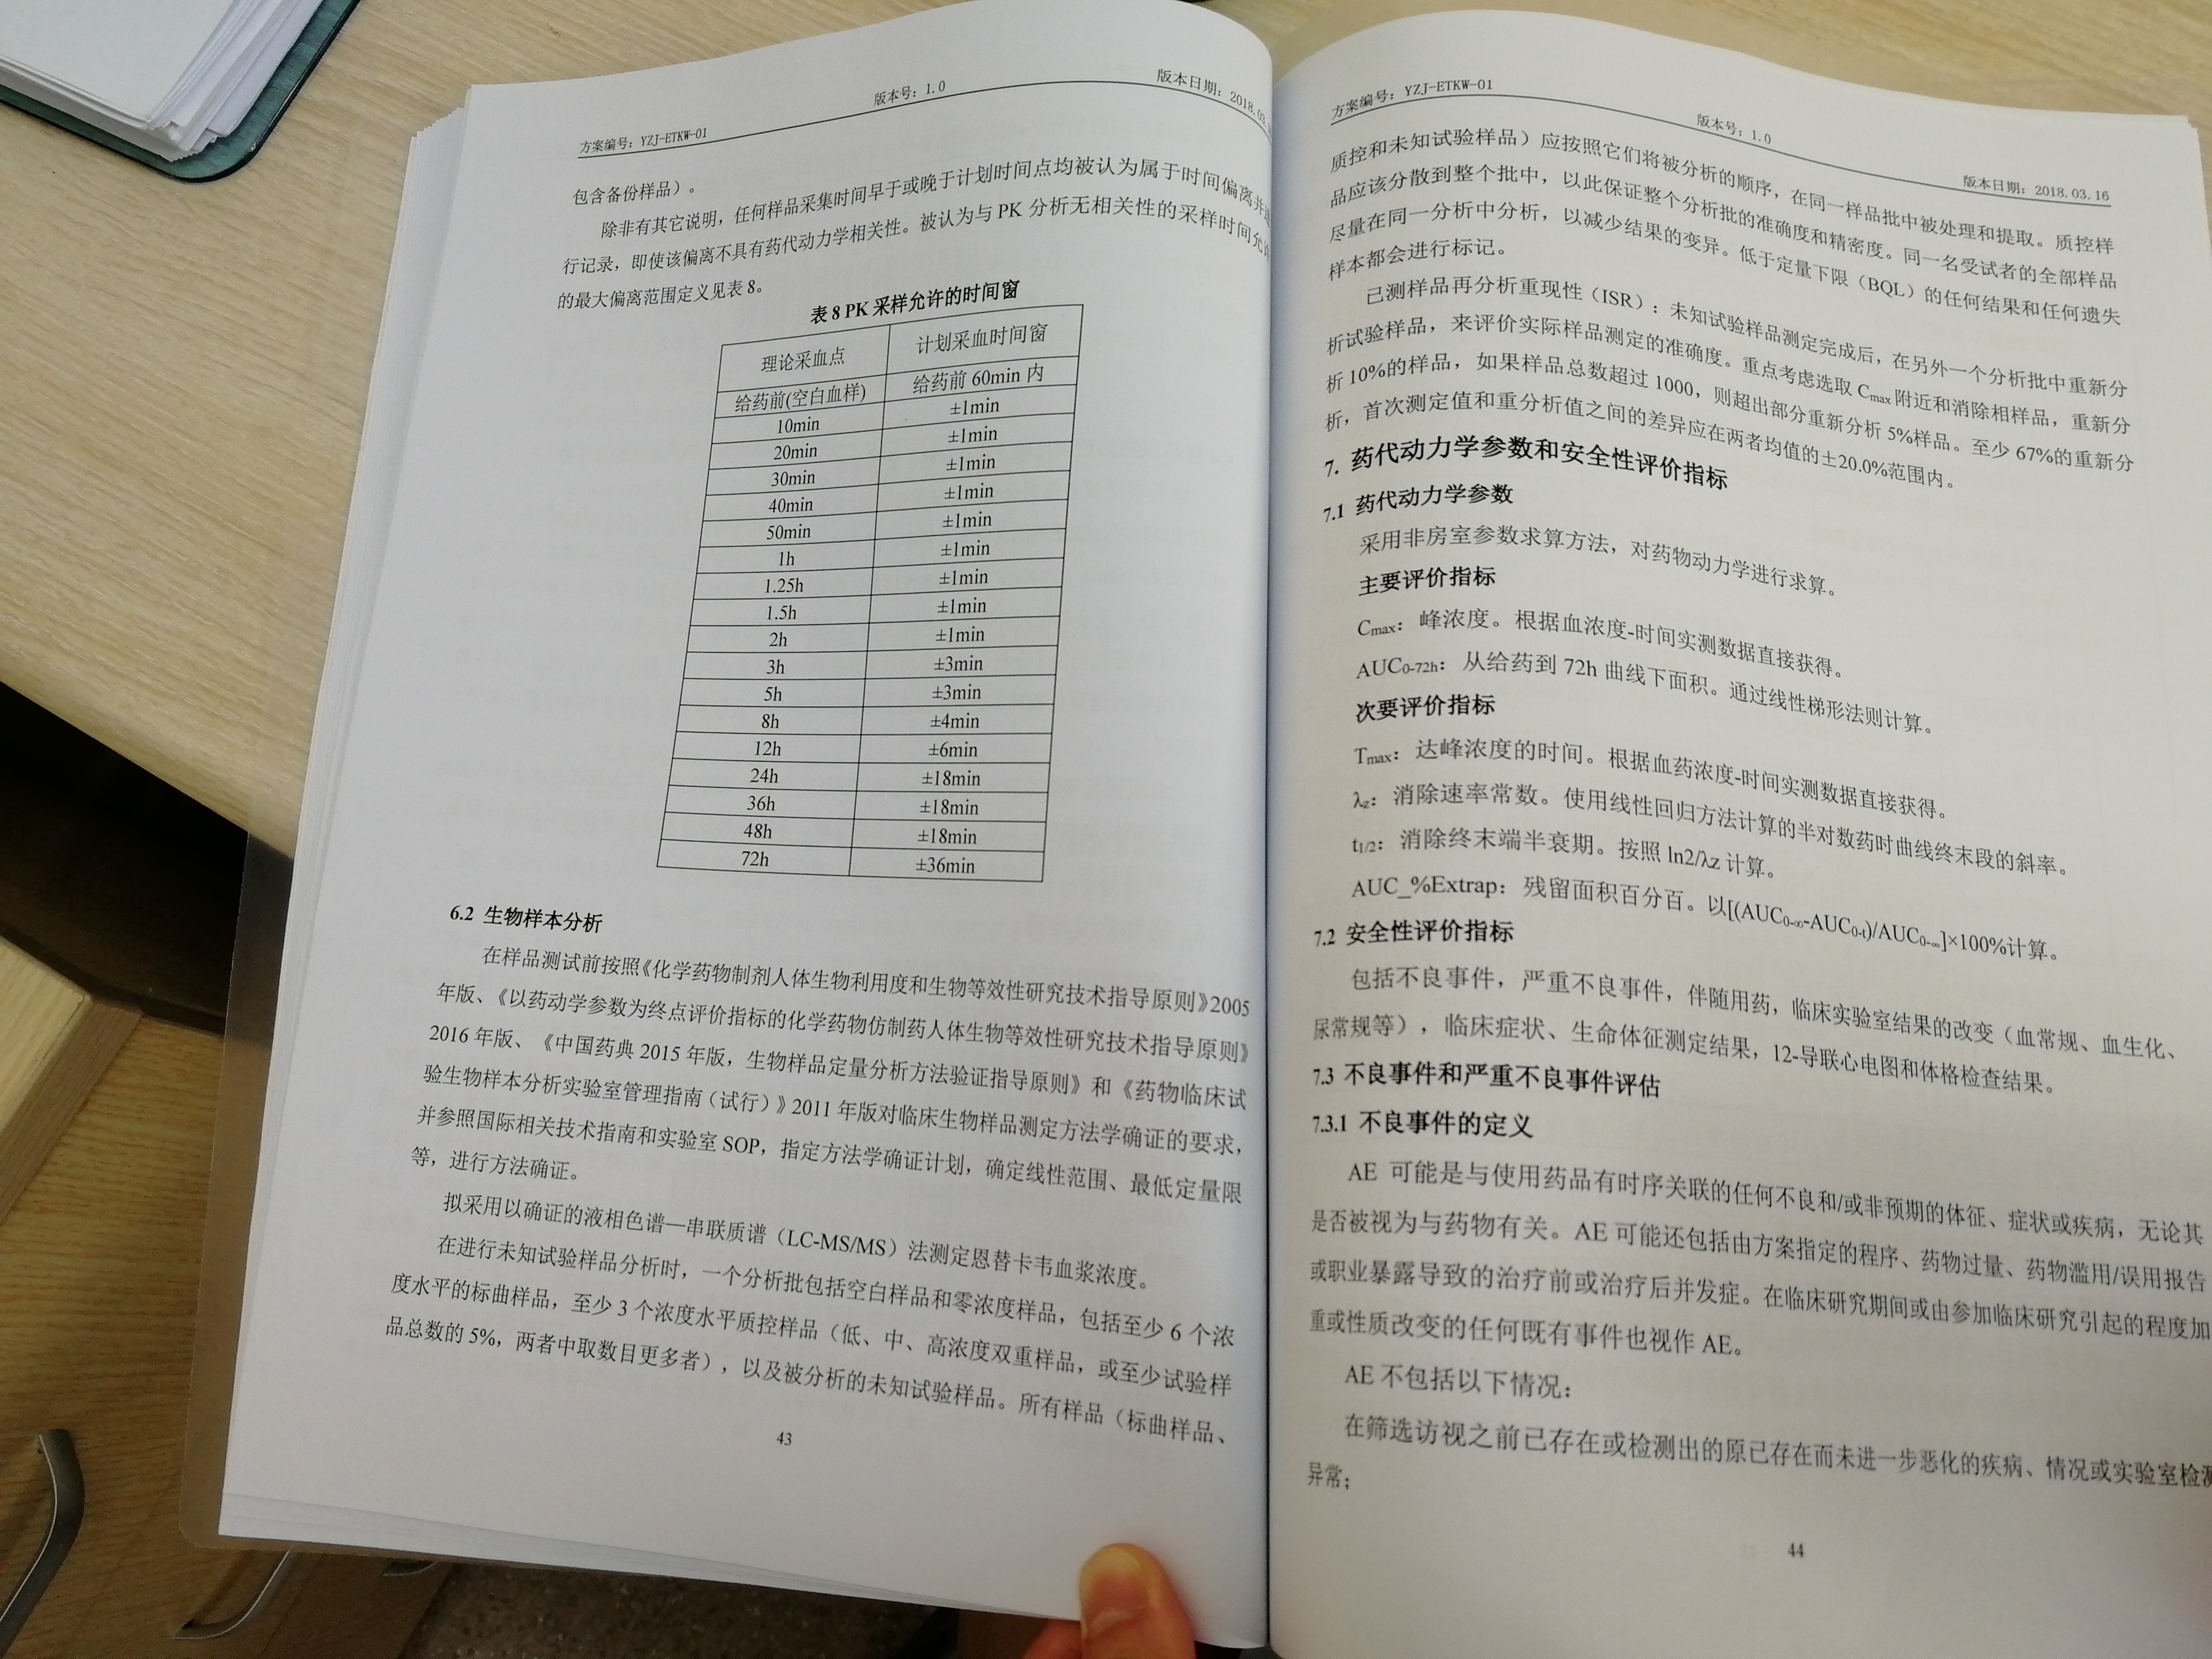 方案编号：YZJ-ETKW-01 版本号：1.0 版本日期：2018.03.
包含备份样品）。
除非有其它说明，任何样品采集时间早于或晚于计划时间点均被认为属于时间偏离并
行记录，即使该偏离不具有药代动力学相关性。被认为与 PK 分析无相关性的采样时间允
的最大偏离范围定义见表 8。
表 8 PK 采样允许的时间窗
理论采血点 计划采血时间窗
给药前(空白血样) 给药前 60min 内
10min ±1min
20min ±1min
30min ±1min
40min ±1min
50min ±1min
1h ±1min
1.25h ±1min
1.5h ±1min
2h ±1min
3h ±3min
5h ±3min
8h ±4min
12h ±6min
24h ±18min
36h ±18min
48h ±18min
72h ±36min
6.2 生物样本分析
在样品测试前按照《化学药物制剂人体生物利用度和生物等效性研究技术指导原则》2005
年版、《以药动学参数为终点评价指标的化学药物仿制药人体生物等效性研究技术指导原则》
2016 年版、《中国药典 2015 年版，生物样品定量分析方法验证指导原则》和《药物临床试
验生物样本分析实验室管理指南（试行）》2011 年版对临床生物样品测定方法学确证的要求，
并参照国际相关技术指南和实验室 SOP，指定方法学确证计划，确定线性范围、最低定量限
等，进行方法确证。
拟采用以确证的液相色谱—串联质谱（LC-MS/MS）法测定恩替卡韦血浆浓度。
在进行未知试验样品分析时，一个分析批包括空白样品和零浓度样品，包括至少 6 个浓
度水平的标曲样品，至少 3 个浓度水平质控样品（低、中、高浓度双重样品，或至少试验样
品总数的 5%，两者中取数目更多者），以及被分析的未知试验样品。所有样品（标曲样品、
43
方案编号：YZJ-ETKW-01 版本号：1.0 版本日期：2018.03.16
质控和未知试验样品）应按照它们将被分析的顺序，在同一样品批中被处理和提取。质控样
品应该分散到整个批中，以此保证整个分析批的准确度和精密度。同一名受试者的全部样品
尽量在同一分析中分析，以减少结果的变异。低于定量下限（BQL）的任何结果和任何遗失
样本都会进行标记。
已测样品再分析重现性（ISR）：未知试验样品测定完成后，在另外一个分析批中重新分
析试验样品，来评价实际样品测定的准确度。重点考虑选取 Cmax 附近和消除相样品，重新分
析 10%的样品，如果样品总数超过 1000，则超出部分重新分析 5%样品。至少 67%的重新分
析，首次测定值和重分析值之间的差异应在两者均值的±20.0%范围内。
7. 药代动力学参数和安全性评价指标
7.1 药代动力学参数
采用非房室参数求算方法，对药物动力学进行求算。
主要评价指标
Cmax：峰浓度。根据血浓度-时间实测数据直接获得。
AUC0-72h：从给药到 72h 曲线下面积。通过线性梯形法则计算。
次要评价指标
Tmax：达峰浓度的时间。根据血药浓度-时间实测数据直接获得。
λz：消除速率常数。使用线性回归方法计算的半对数药时曲线终末段的斜率。
t1/2：消除终末端半衰期。按照 ln2/λz 计算。
AUC_%Extrap：残留面积百分百。以[(AUC0-∞-AUC0-t)/AUC0-∞]×100%计算。
7.2 安全性评价指标
包括不良事件，严重不良事件，伴随用药，临床实验室结果的改变（血常规、血生化、
尿常规等），临床症状、生命体征测定结果，12-导联心电图和体格检查结果。
7.3 不良事件和严重不良事件评估
7.3.1 不良事件的定义
AE 可能是与使用药品有时序关联的任何不良和/或非预期的体征、症状或疾病，无论其
是否被视为与药物有关。AE 可能还包括由方案指定的程序、药物过量、药物滥用/误用报告
或职业暴露导致的治疗前或治疗后并发症。在临床研究期间或由参加临床研究引起的程度加
重或性质改变的任何既有事件也视作 AE。
AE 不包括以下情况：
在筛选访视之前已存在或检测出的原已存在而未进一步恶化的疾病、情况或实验室检测
异常；
44